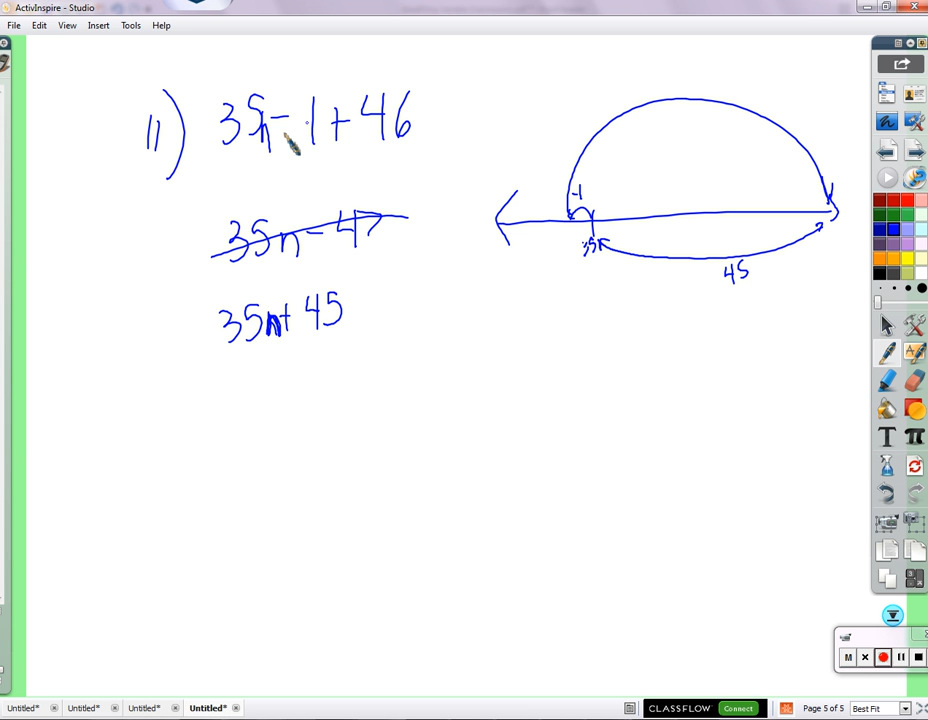 ActivInspire - Studio
File Edit View Insert Tools Help
11) 35n - 1 + 46
35n - 47
35n + 45
-1
35n
45
T
π
M
Untitled* Untitled* Untitled* Untitled*
CLASSFLOW Connect
Page 5 of 5 Best Fit